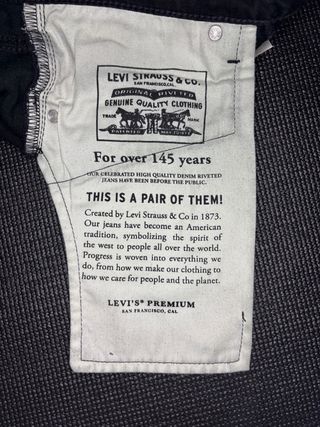 LEVI STRAUSS & CO.
SAN FRANCISCO, CAL.
ORIGINAL RIVETED
GENUINE QUALITY CLOTHING
TRADE MARK
PATENTED MAY 20 1873
For over 145 years
OUR CELEBRATED HIGH QUALITY DENIM RIVETED
JEANS HAVE BEEN BEFORE THE PUBLIC.
THIS IS A PAIR OF THEM!
Created by Levi Strauss & Co in 1873.
Our jeans have become an American
tradition, symbolizing the spirit of
the west to people all over the world.
Progress is woven into everything we
do, from how we make our clothing to
how we care for people and the planet.
LEVI'S® PREMIUM
SAN FRANCISCO, CAL